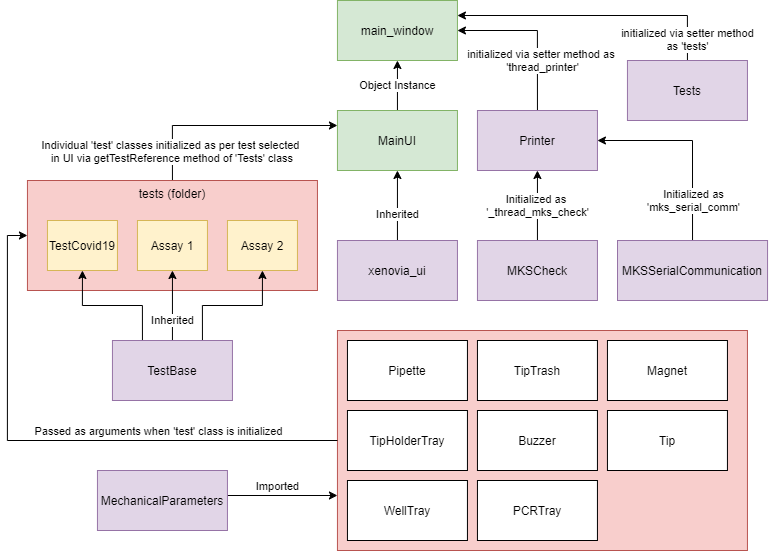 main_window
initialized via setter method
as 'tests'
initialized via setter method as
'thread_printer'
Object Instance
Tests
Individual 'test' classes initialized as per test selected
in UI via getTestReference method of 'Tests' class
MainUI
Printer
tests (folder)
Initialized as
'_thread_mks_check'
Initialized as
'mks_serial_comm'
Inherited
TestCovid19
Assay 1
Assay 2
xenovia_ui
MKSCheck
MKSSerialCommunication
Inherited
TestBase
Pipette
TipTrash
Magnet
Passed as arguments when 'test' class is initialized
TipHolderTray
Buzzer
Tip
MechanicalParameters
Imported
WellTray
PCRTray